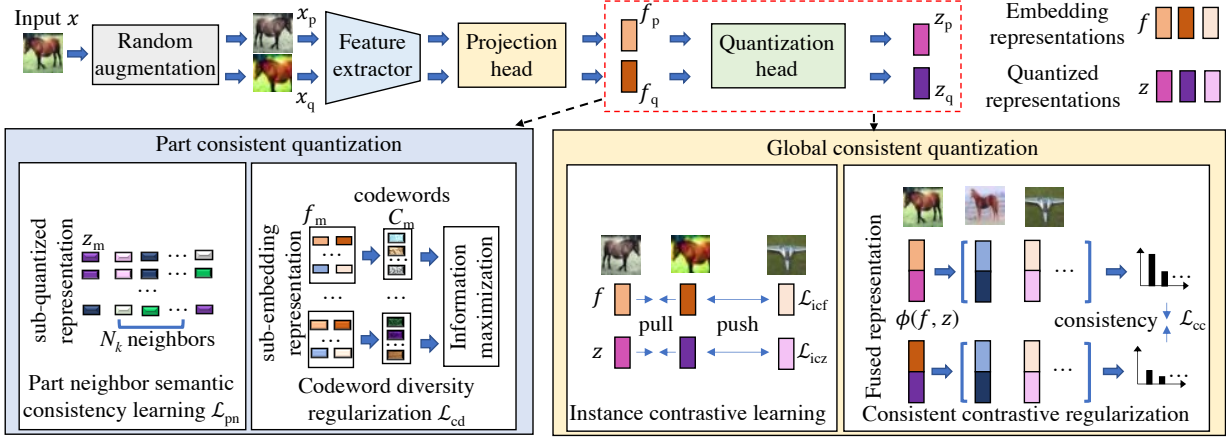 Input x
Random
augmentation
x_p
x_q
Feature
extractor
Projection
head
f_p
f_q
Quantization
head
z_p
z_q
Embedding
representations
f
Quantized
representations
z
Part consistent quantization
sub-quantized
representation
z_m
...
...
...
...
N_k neighbors
Part neighbor semantic
consistency learning ℒ_pn
sub-embedding
representation
f_m
codewords
C_m
...
...
...
...
...
...
Information
maximization
Codeword diversity
regularization ℒ_cd
Global consistent quantization
f
ℒ_icf
pull
push
z
ℒ_icz
Instance contrastive learning
Fused representation
...
...
ϕ(f, z)
consistency
ℒ_cc
...
...
Consistent contrastive regularization